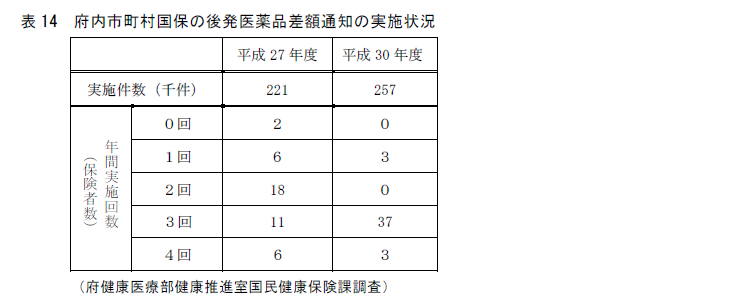 表 14　府内市町村国保の後発医薬品差額通知の実施状況
平成 27 年度　平成 30 年度
実施件数（千件）　221　257
年間実施回数
（保険者数）
０回　2　0
１回　6　3
２回　18　0
３回　11　37
４回　6　3
（府健康医療部健康推進室国民健康保険課調査）